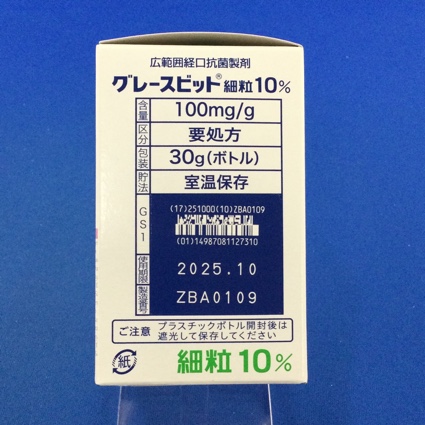 広範囲経口抗菌製剤
グレースビット® 細粒10%
含量 100mg/g
区分 要処方
包装 30g(ボトル)
貯法 室温保存
GS1
(17)251000(10)ZBA0109
(01)14987081127310
使用期限 2025.10
製造番号 ZBA0109
ご注意 プラスチックボトル開封後は
遮光して保存してください
紙
細粒10%